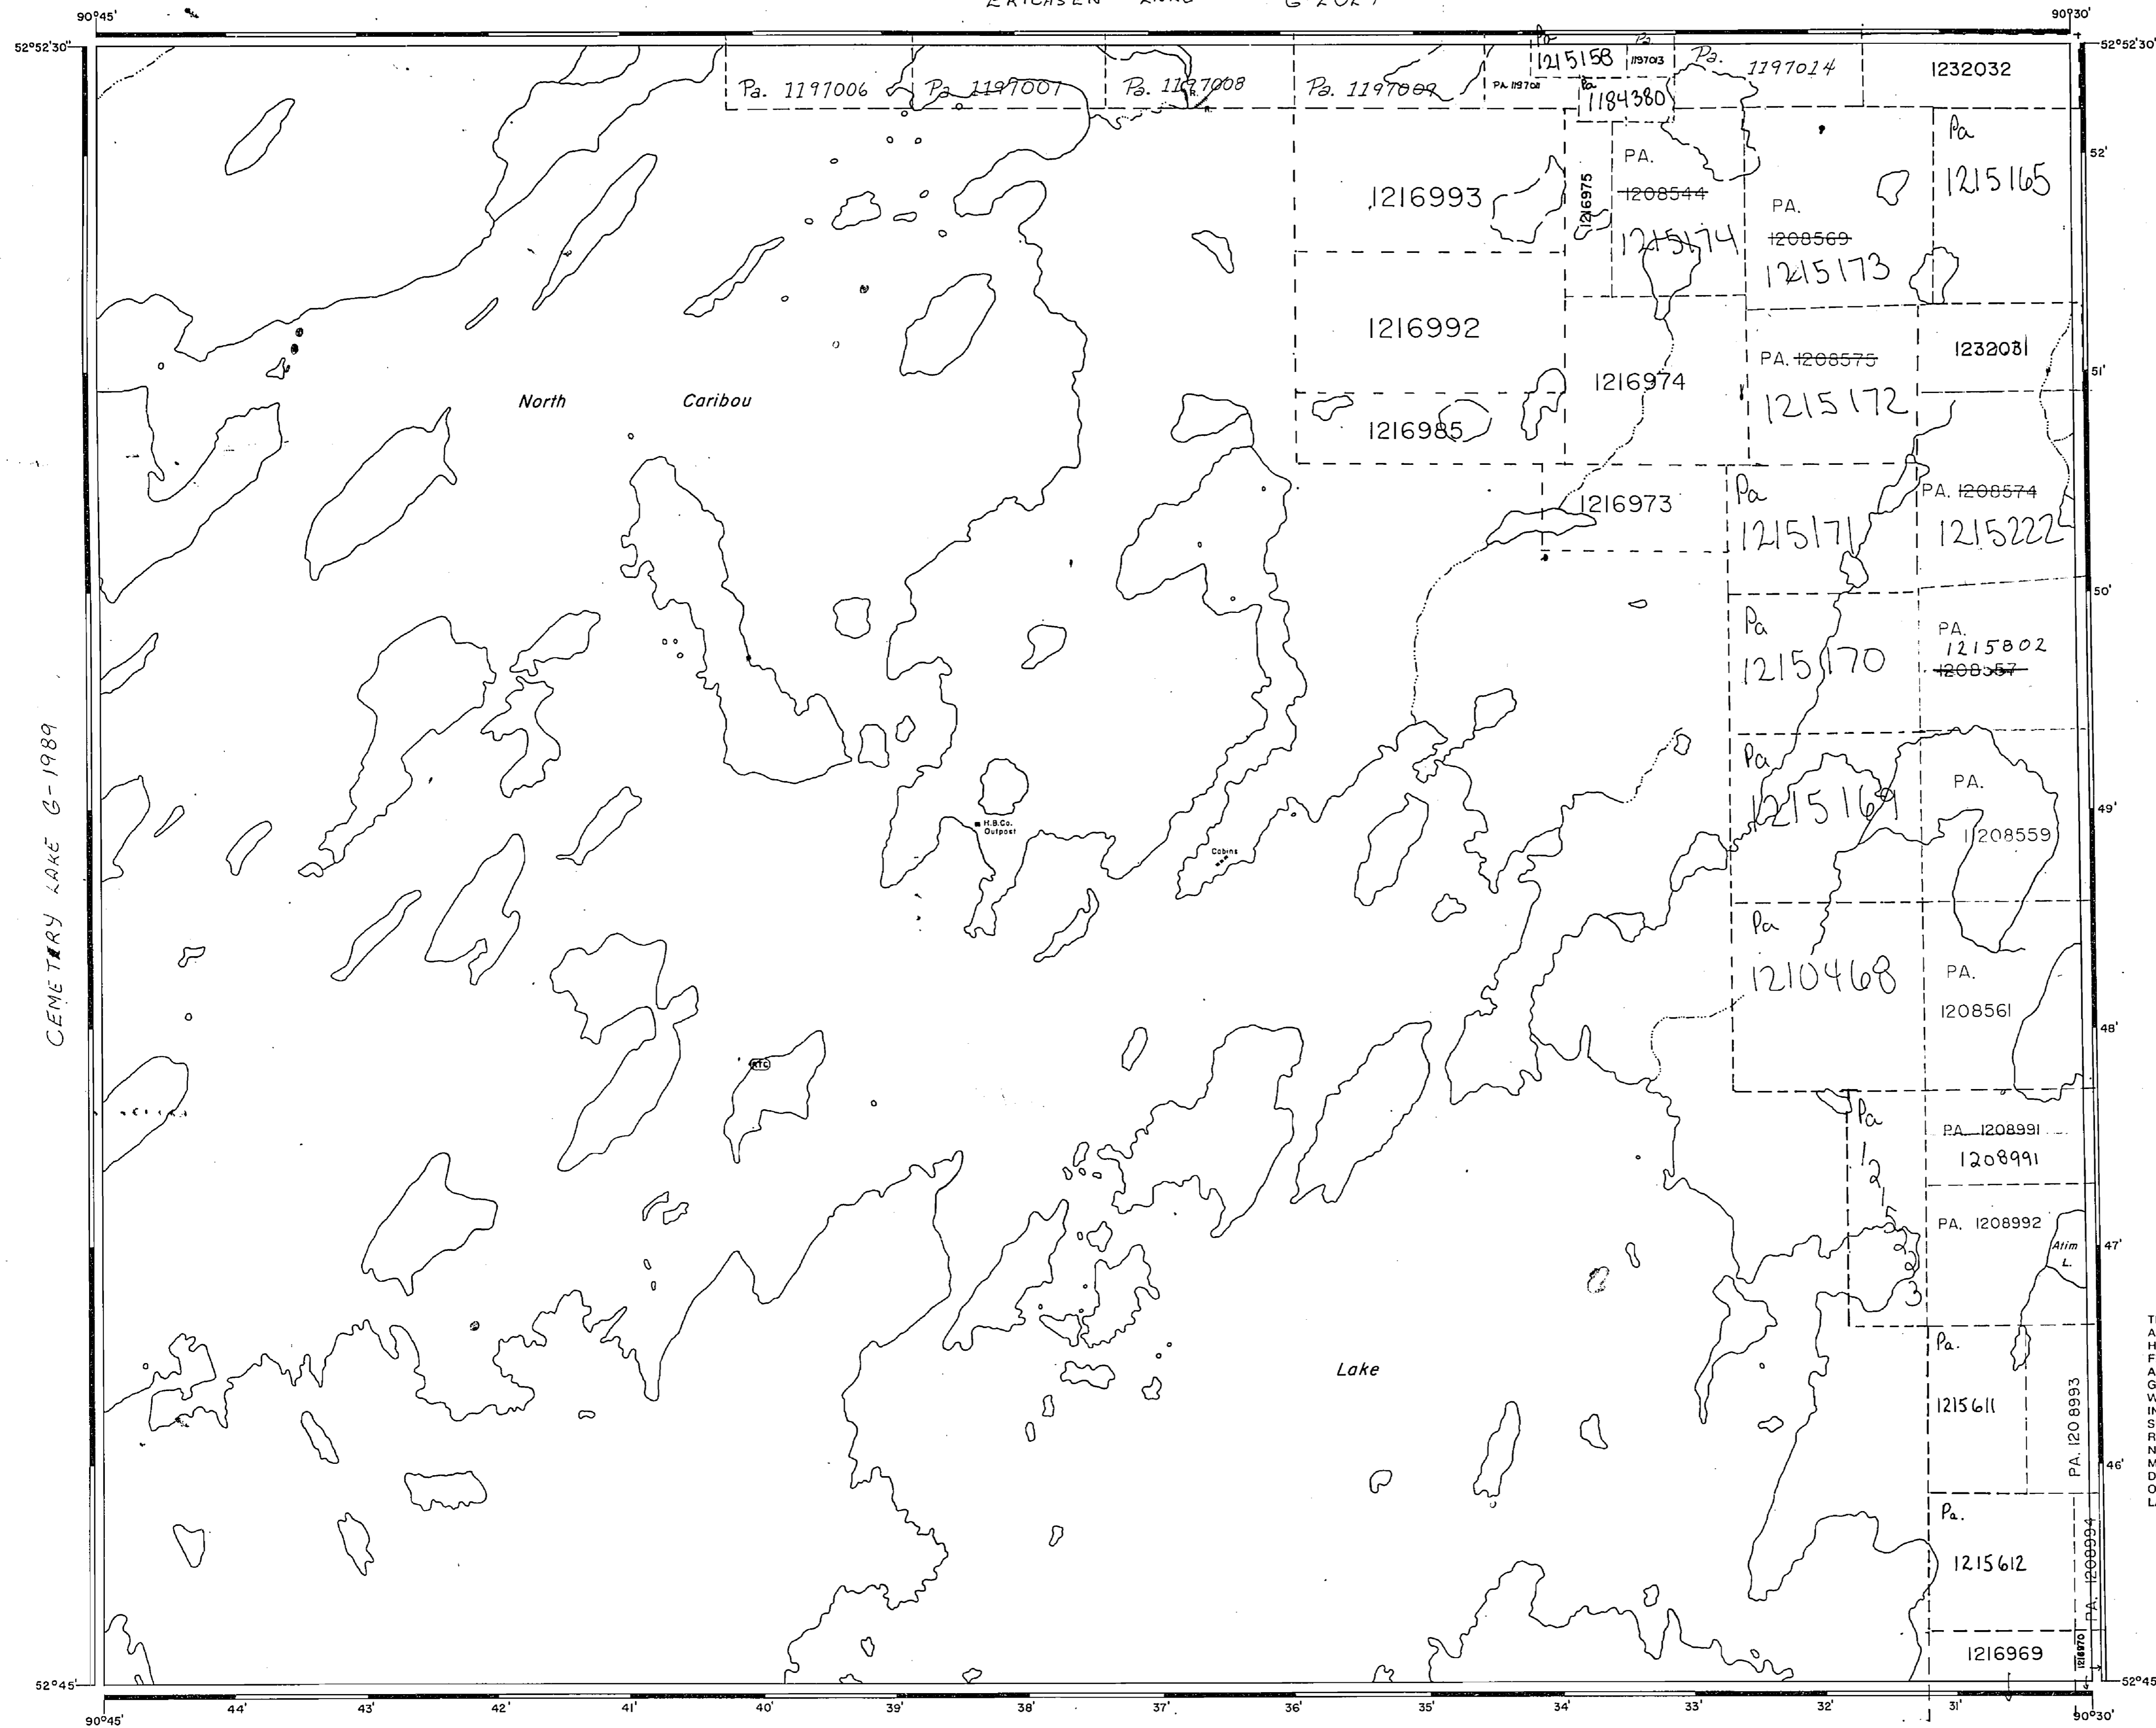 90°45'
90°30'
52°52'30"
52°52'30"
Pa. 1197006
Pa 1197007
Pa. 1197008
Pa. 1197009
Pa
1215158
Pa
1197013
Pa.
1197014
1232032
Pa
1184380
R.
R.
52'
1216993
1216975
PA.
1208544
1215174
PA.
1208569
1215173
Pa
1215165
1216992
1216974
PA. 1208575
1215172
1232031
51'
North Caribou
1216985
1216973
Pa
1215171
PA. 1208574
1215222
50'
Pa
1215170
PA.
1215802
CEMETERY LAKE G-1989
Pa
1215169
PA.
1208559
49'
H.B.Co.
Outpost
Cabins
Pa
1210468
PA.
1208561
48'
Pa
1215223
PA. 1208991
1208991
PA. 1208992
Atim
L.
47'
Lake
Pa.
1215611
PA. 1208993
46'
Pa.
1215612
PA. 1208994
1216969
1216970
52°45'
52°45'
90°45'
44'
43'
42'
41'
40'
39'
38'
37'
36'
35'
34'
33'
32'
31'
90°30'